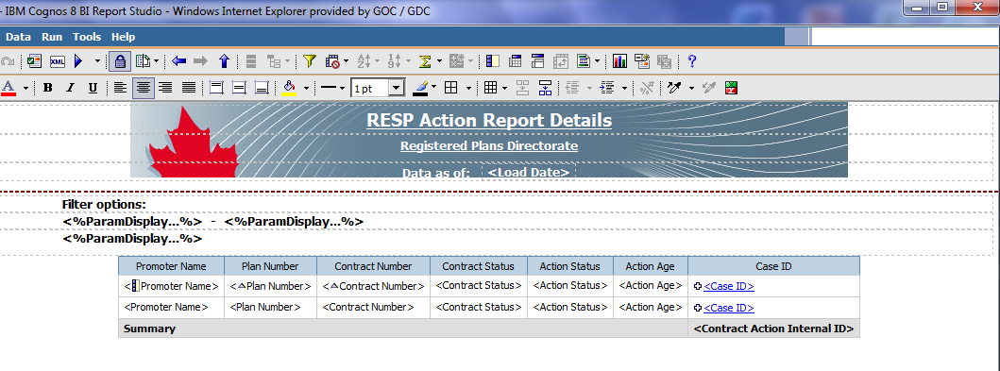 - IBM Cognos 8 BI Report Studio - Windows Internet Explorer provided by GOC / GDC
Data Run Tools Help
XML
A B I U 1 pt
RESP Action Report Details
Registered Plans Directorate
Data as of: <Load Date>
Filter options:
<%ParamDisplay...%> - <%ParamDisplay...%>
<%ParamDisplay...%>
Promoter Name Plan Number Contract Number Contract Status Action Status Action Age Case ID
<Promoter Name> <Plan Number> <Contract Number> <Contract Status> <Action Status> <Action Age> <Case ID>
<Promoter Name> <Plan Number> <Contract Number> <Contract Status> <Action Status> <Action Age> <Case ID>
Summary <Contract Action Internal ID>